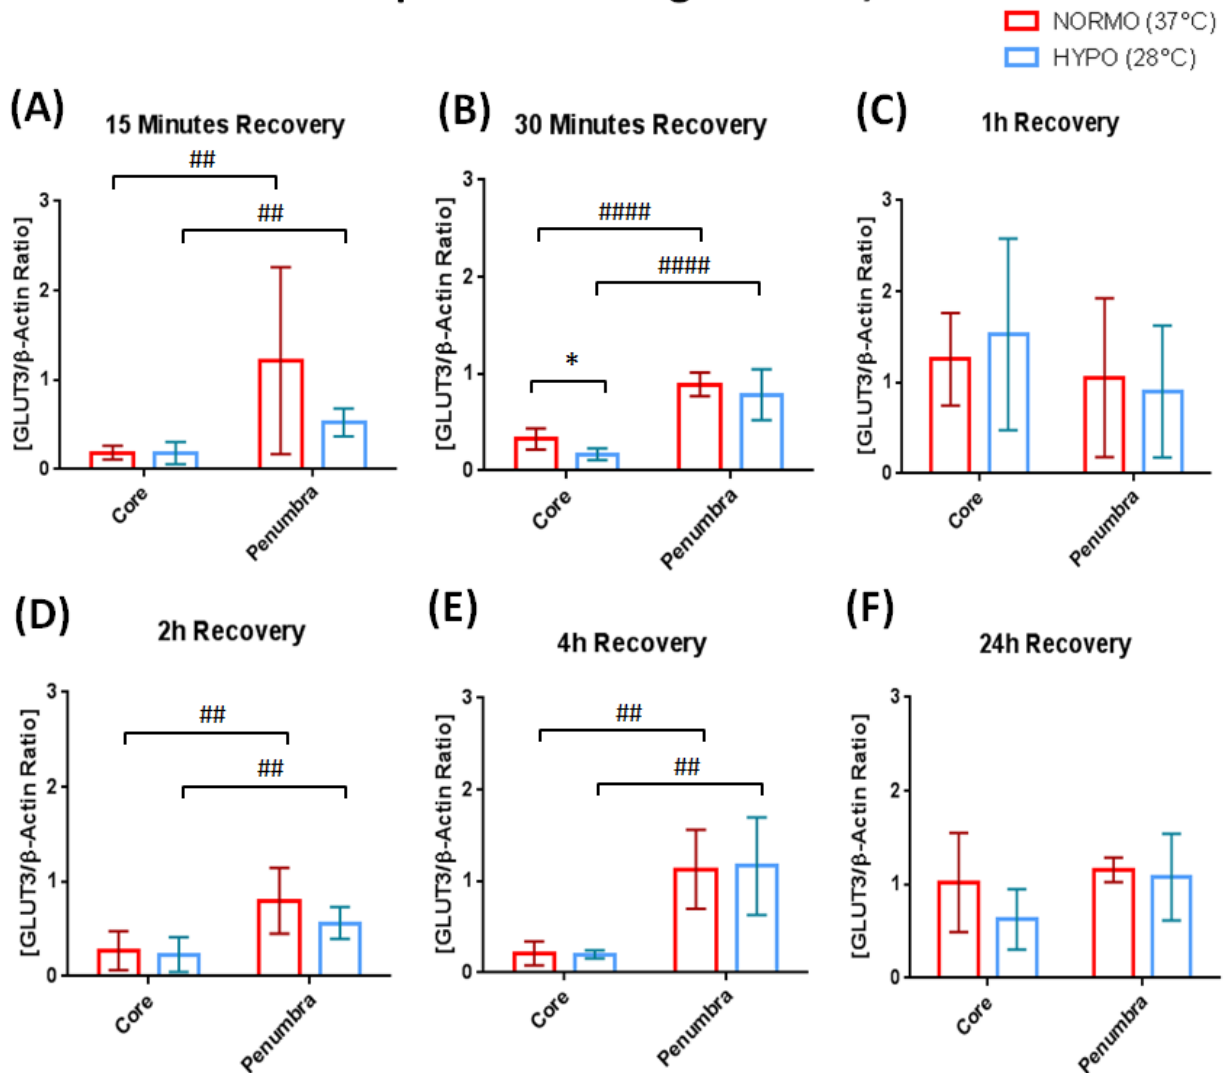 NORMO (37°C)
HYPO (28°C)
(A)
15 Minutes Recovery
##
##
[GLUT3/β-Actin Ratio]
3
2
1
0
Core
Penumbra
(B)
30 Minutes Recovery
####
####
*
[GLUT3/β-Actin Ratio]
3
2
1
0
Core
Penumbra
(C)
1h Recovery
[GLUT3/β-Actin Ratio]
3
2
1
0
Core
Penumbra
(D)
2h Recovery
##
##
[GLUT3/β-Actin Ratio]
3
2
1
0
Core
Penumbra
(E)
4h Recovery
##
##
[GLUT3/β-Actin Ratio]
3
2
1
0
Core
Penumbra
(F)
24h Recovery
[GLUT3/β-Actin Ratio]
3
2
1
0
Core
Penumbra